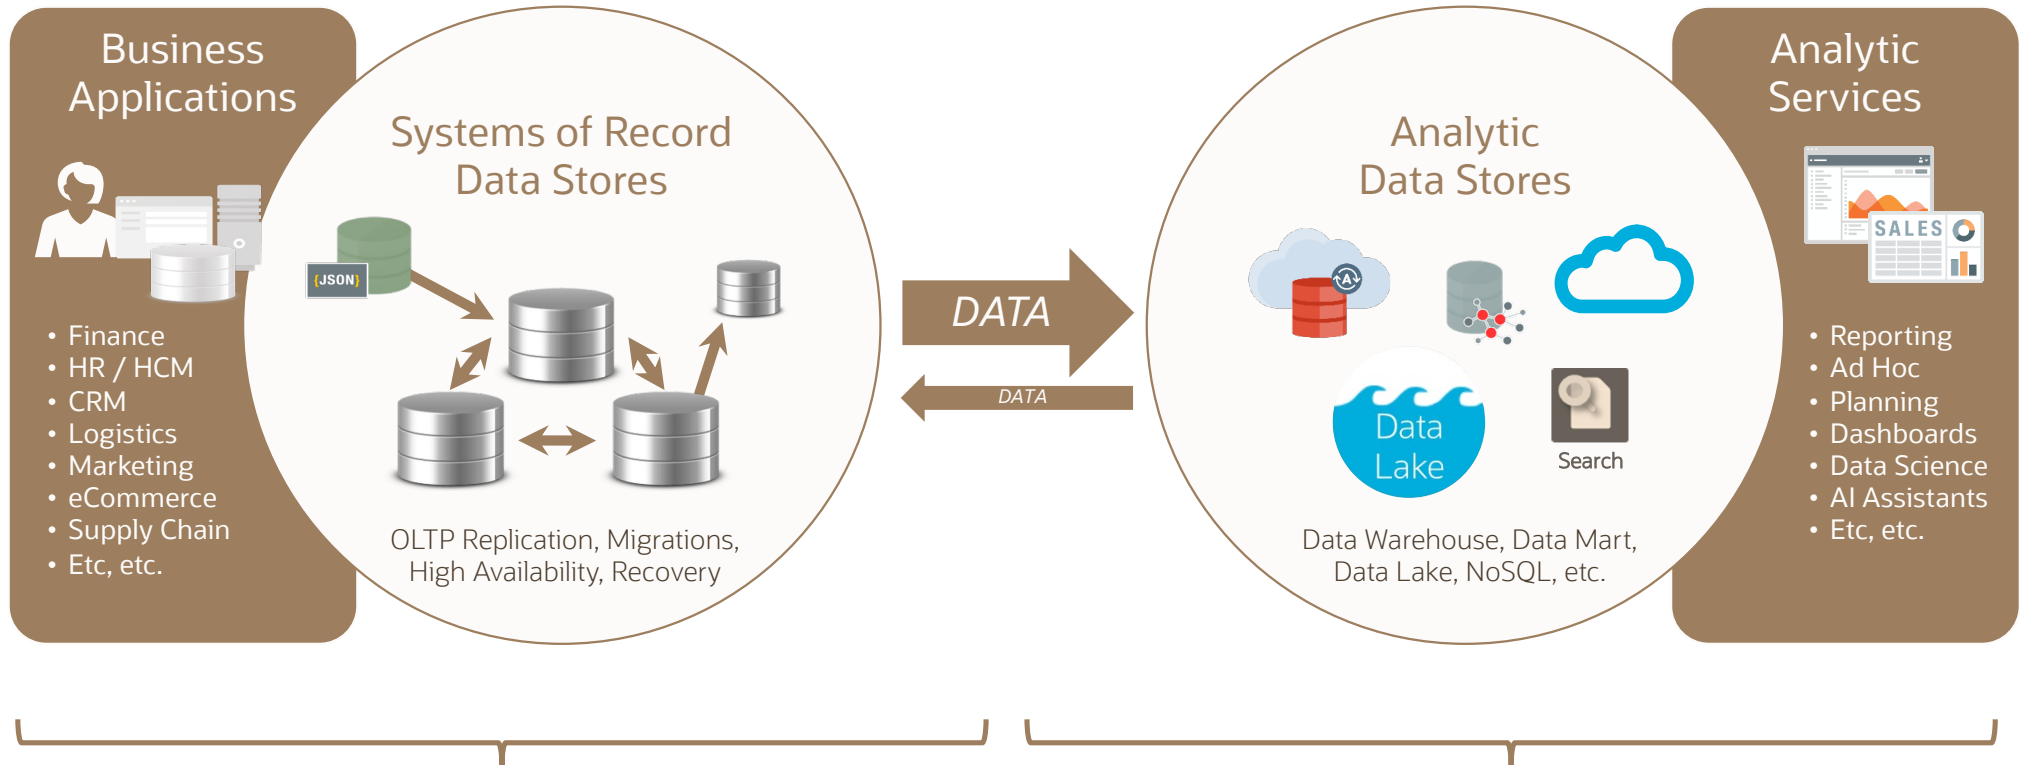 Business
Applications
• Finance
• HR / HCM
• CRM
• Logistics
• Marketing
• eCommerce
• Supply Chain
• Etc, etc.
Systems of Record
Data Stores
{JSON}
OLTP Replication, Migrations,
High Availability, Recovery
DATA
DATA
Analytic
Data Stores
A
Data
Lake
Search
Data Warehouse, Data Mart,
Data Lake, NoSQL, etc.
Analytic
Services
SALES
• Reporting
• Ad Hoc
• Planning
• Dashboards
• Data Science
• AI Assistants
• Etc, etc.